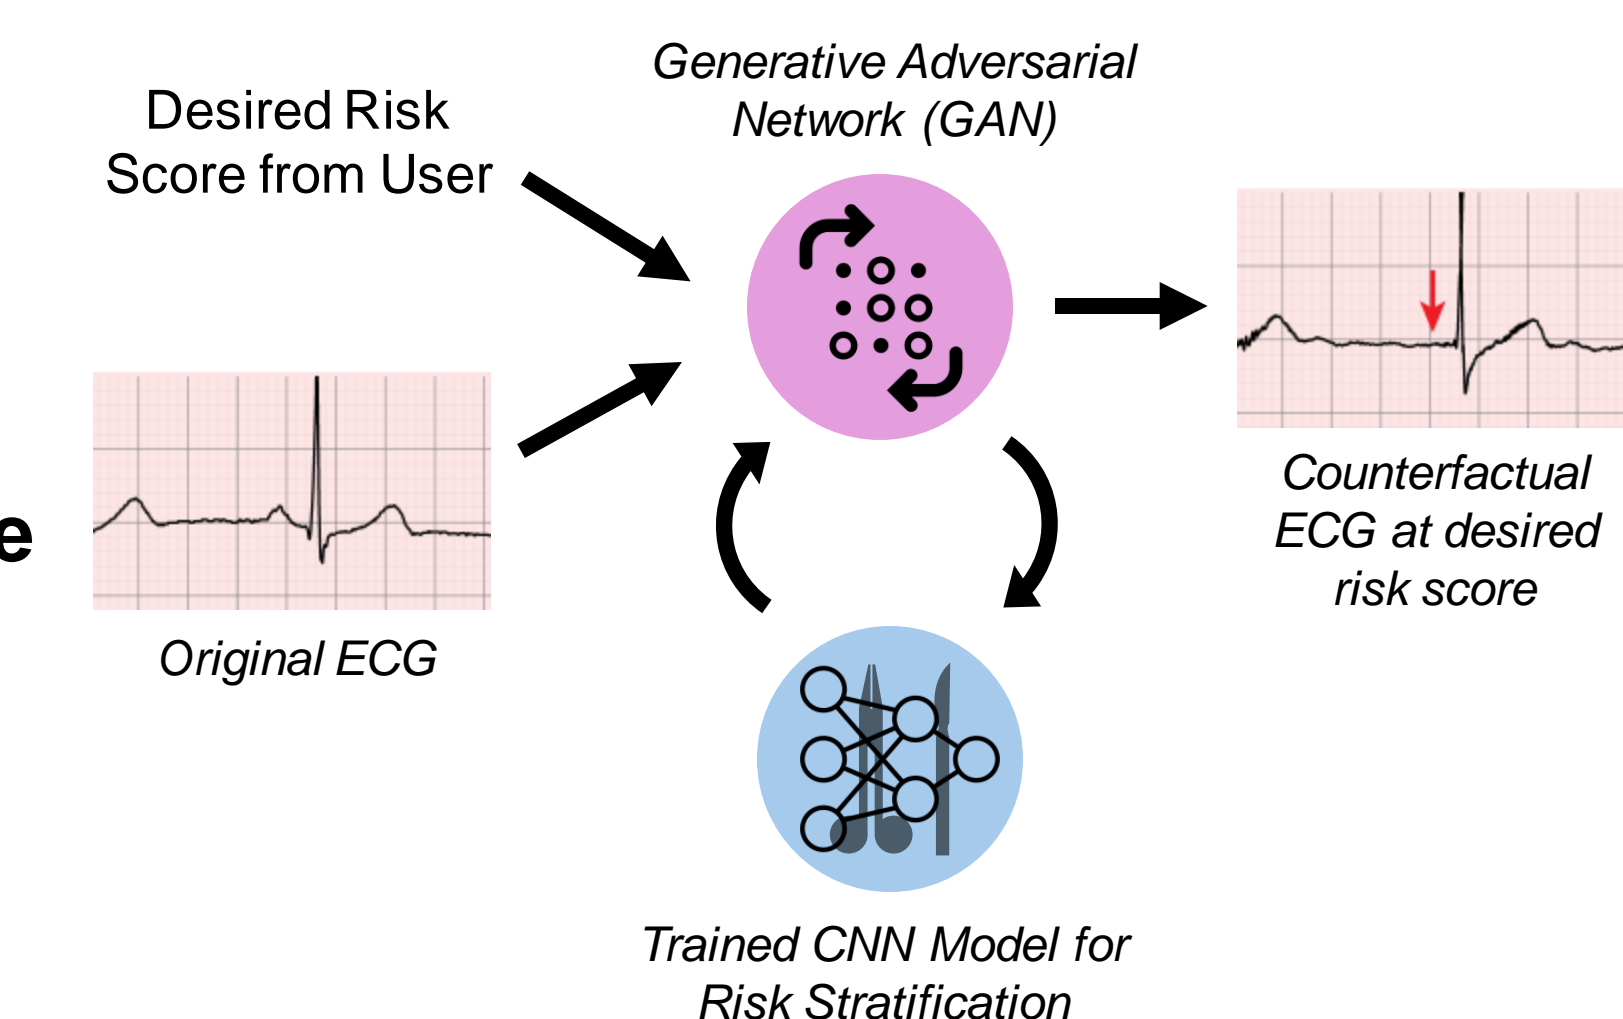 Generative Adversarial
Network (GAN)
Desired Risk
Score from User
e
Original ECG
Counterfactual
ECG at desired
risk score
Trained CNN Model for
Risk Stratification